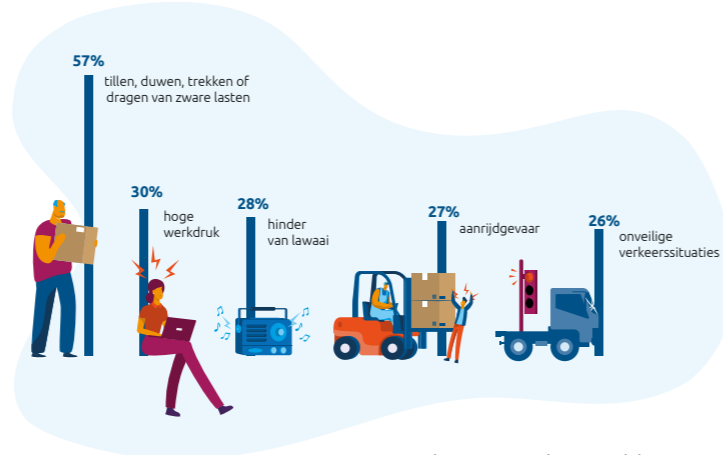 57%
tillen, duwen, trekken of
dragen van zware lasten
30%
hoge
werkdruk
28%
hinder
van lawaai
27%
aanrijdgevaar
26%
onveilige
verkeerssituaties